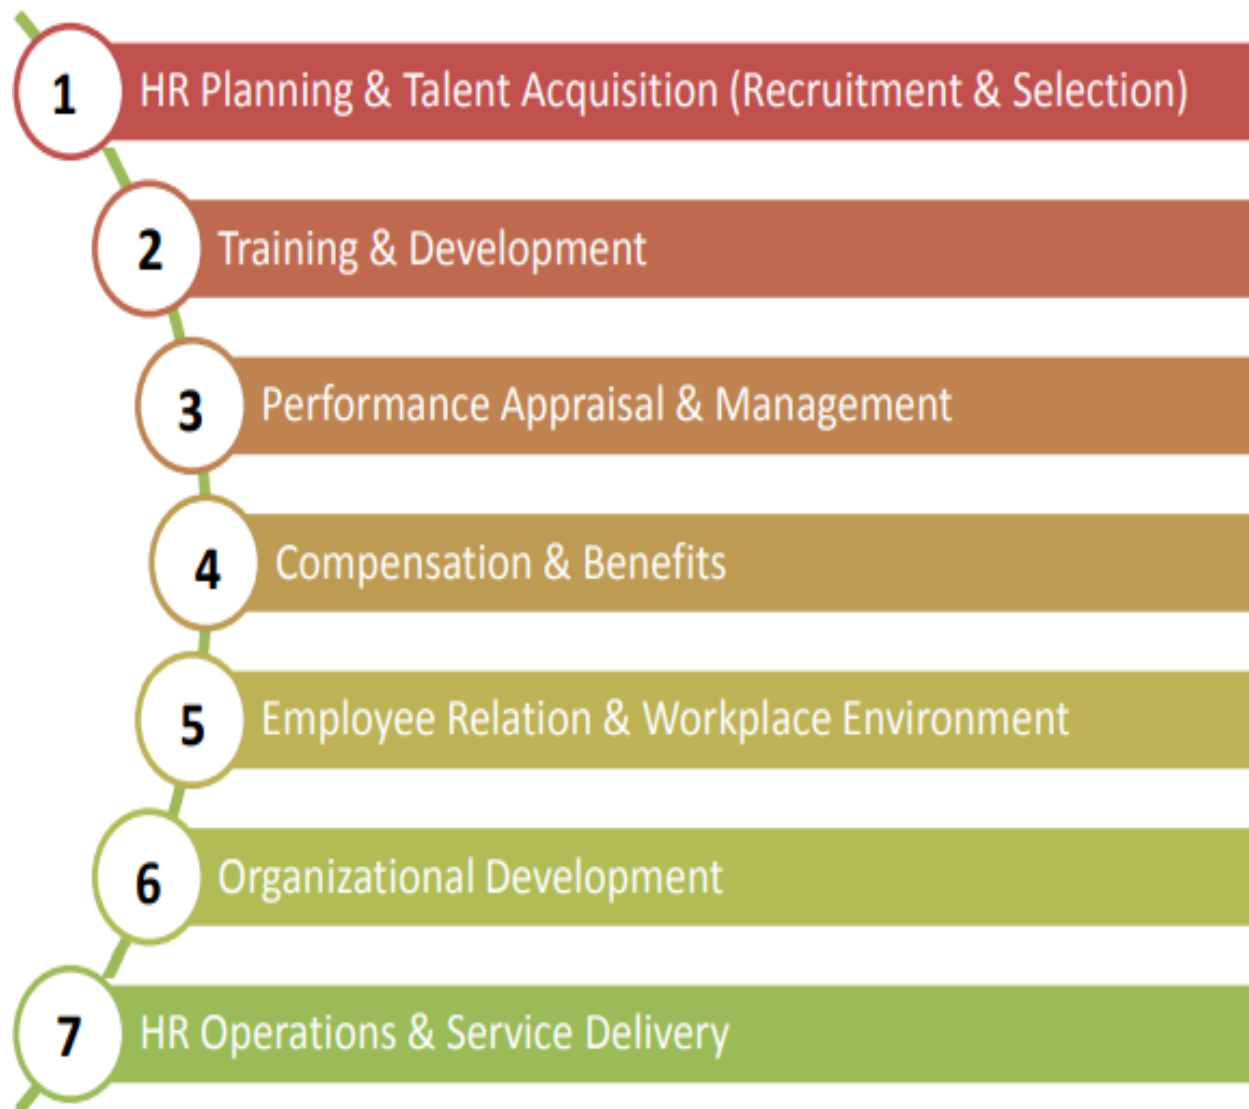 1 HR Planning & Talent Acquisition (Recruitment & Selection)
2 Training & Development
3 Performance Appraisal & Management
4 Compensation & Benefits
5 Employee Relation & Workplace Environment
6 Organizational Development
7 HR Operations & Service Delivery